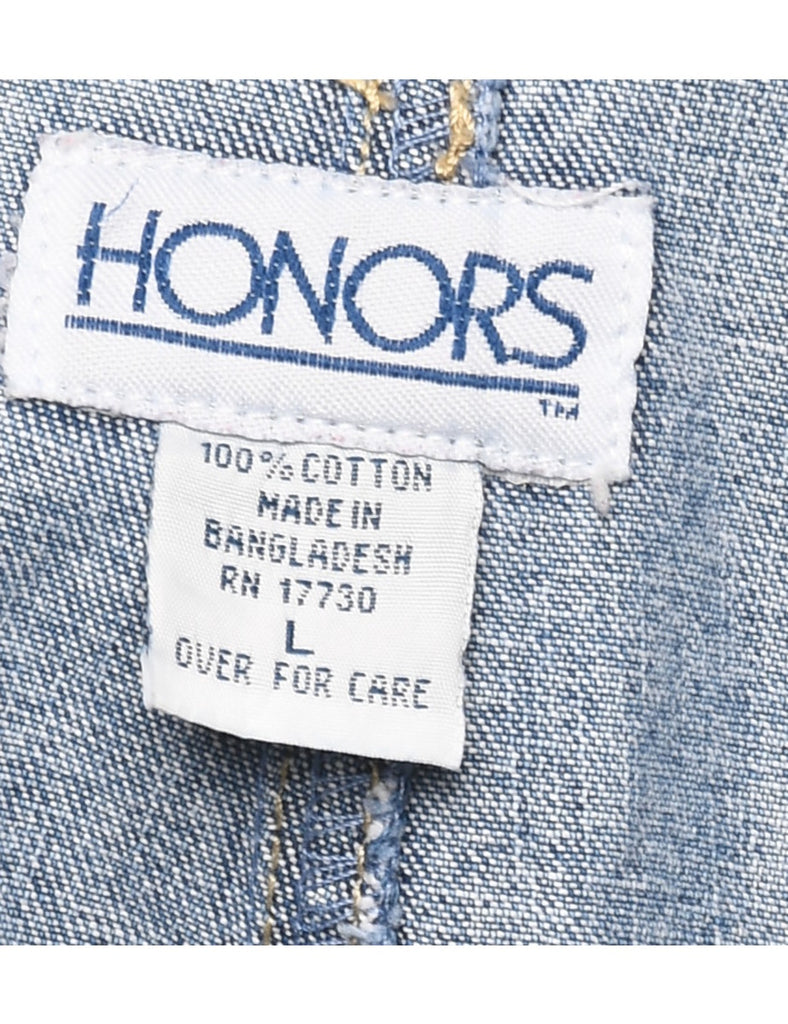 HONORS
TM
100% COTTON
MADE IN
BANGLADESH
RN 17730
L
OVER FOR CARE